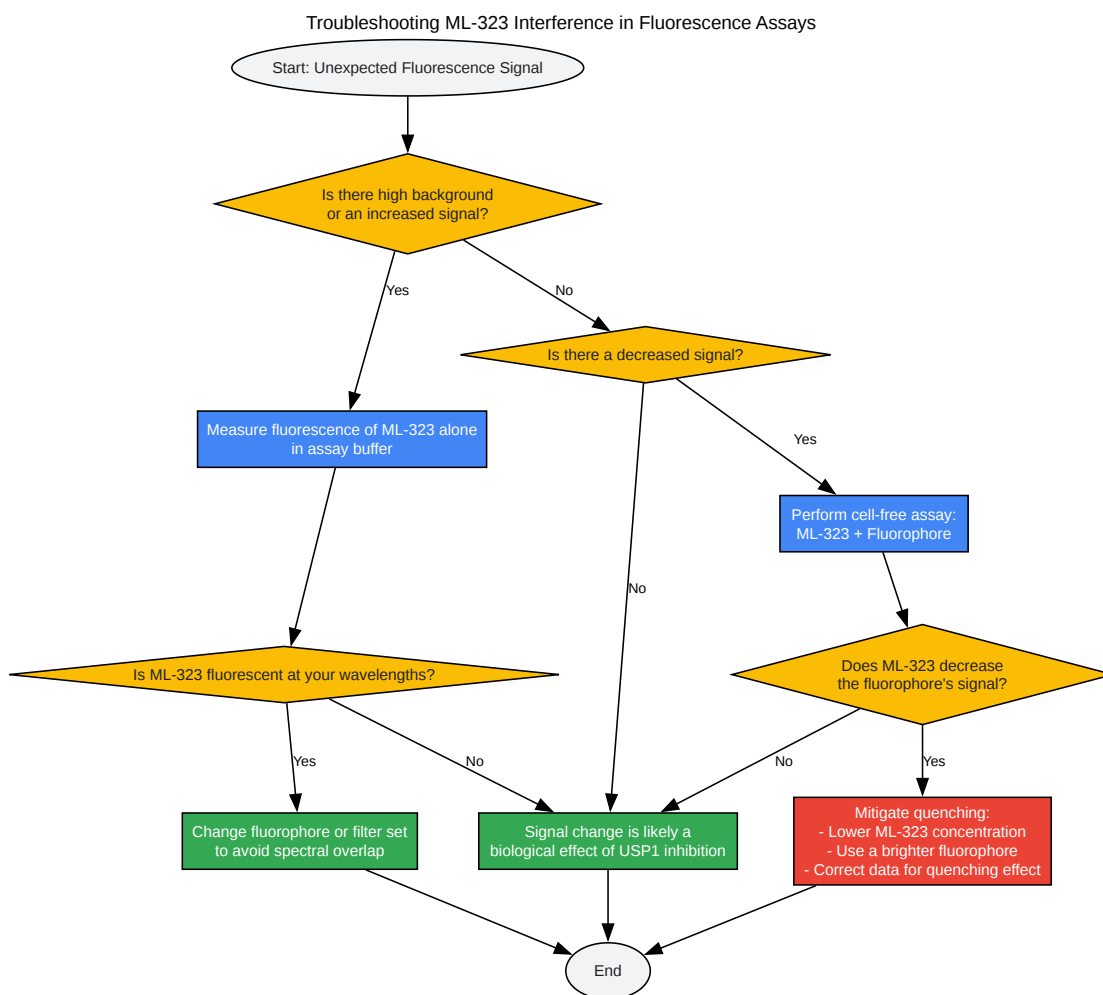 Troubleshooting ML-323 Interference in Fluorescence Assays
Start: Unexpected Fluorescence Signal
Is there high background
or an increased signal?
Yes
No
Is there a decreased signal?
Measure fluorescence of ML-323 alone
in assay buffer
Yes
Perform cell-free assay:
ML-323 + Fluorophore
No
Is ML-323 fluorescent at your wavelengths?
Does ML-323 decrease
the fluorophore's signal?
Yes
No
No
Yes
Change fluorophore or filter set
to avoid spectral overlap
Signal change is likely a
biological effect of USP1 inhibition
Mitigate quenching:
- Lower ML-323 concentration
- Use a brighter fluorophore
- Correct data for quenching effect
End